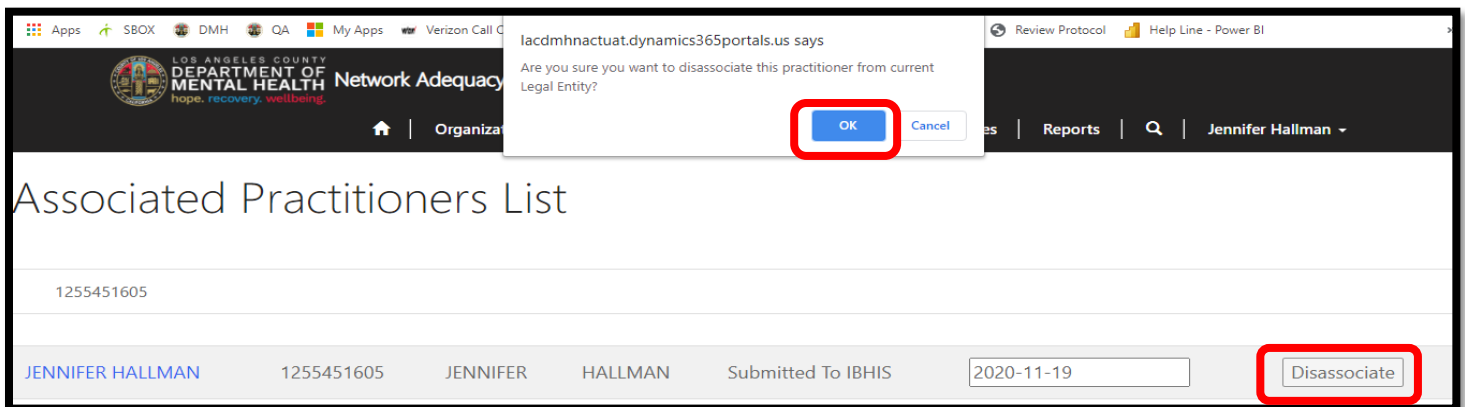 Apps SBOX DMH QA My Apps Verizon Call C Review Protocol Help Line - Power BI
lacdmhnactuat.dynamics365portals.us says
Are you sure you want to disassociate this practitioner from current
Legal Entity?
OK Cancel
LOS ANGELES COUNTY
DEPARTMENT OF
MENTAL HEALTH
hope. recovery. wellbeing.
Network Adequacy
Organizat es | Reports | Jennifer Hallman
Associated Practitioners List
1255451605
JENNIFER HALLMAN 1255451605 JENNIFER HALLMAN Submitted To IBHIS 2020-11-19 Disassociate